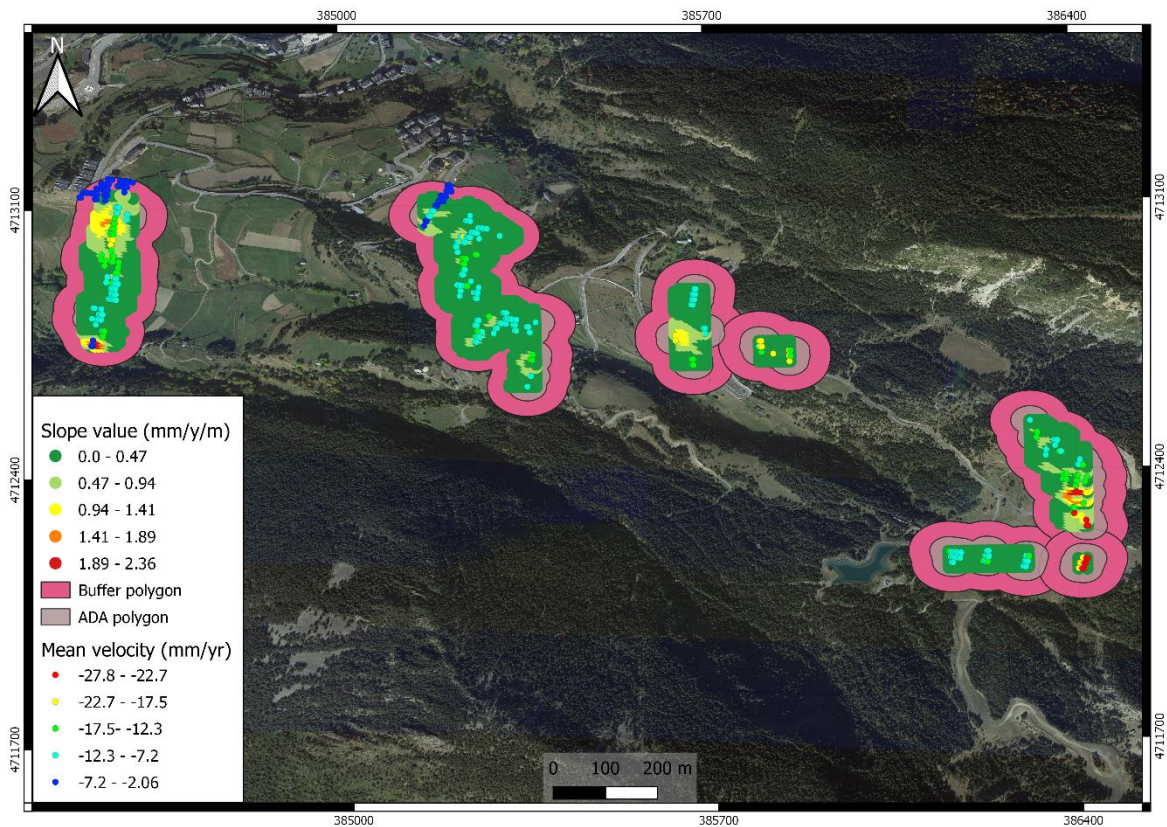 385000 385700 386400
N
4713100 4713100
Slope value (mm/y/m)
0.0 - 0.47
0.47 - 0.94
0.94 - 1.41
1.41 - 1.89
1.89 - 2.36
Buffer polygon
ADA polygon
Mean velocity (mm/yr)
-27.8 - -22.7
-22.7 - -17.5
-17.5- -12.3
-12.3 - -7.2
-7.2 - -2.06
4712400 4712400
4711700 4711700
0 100 200 m
385000 385700 386400